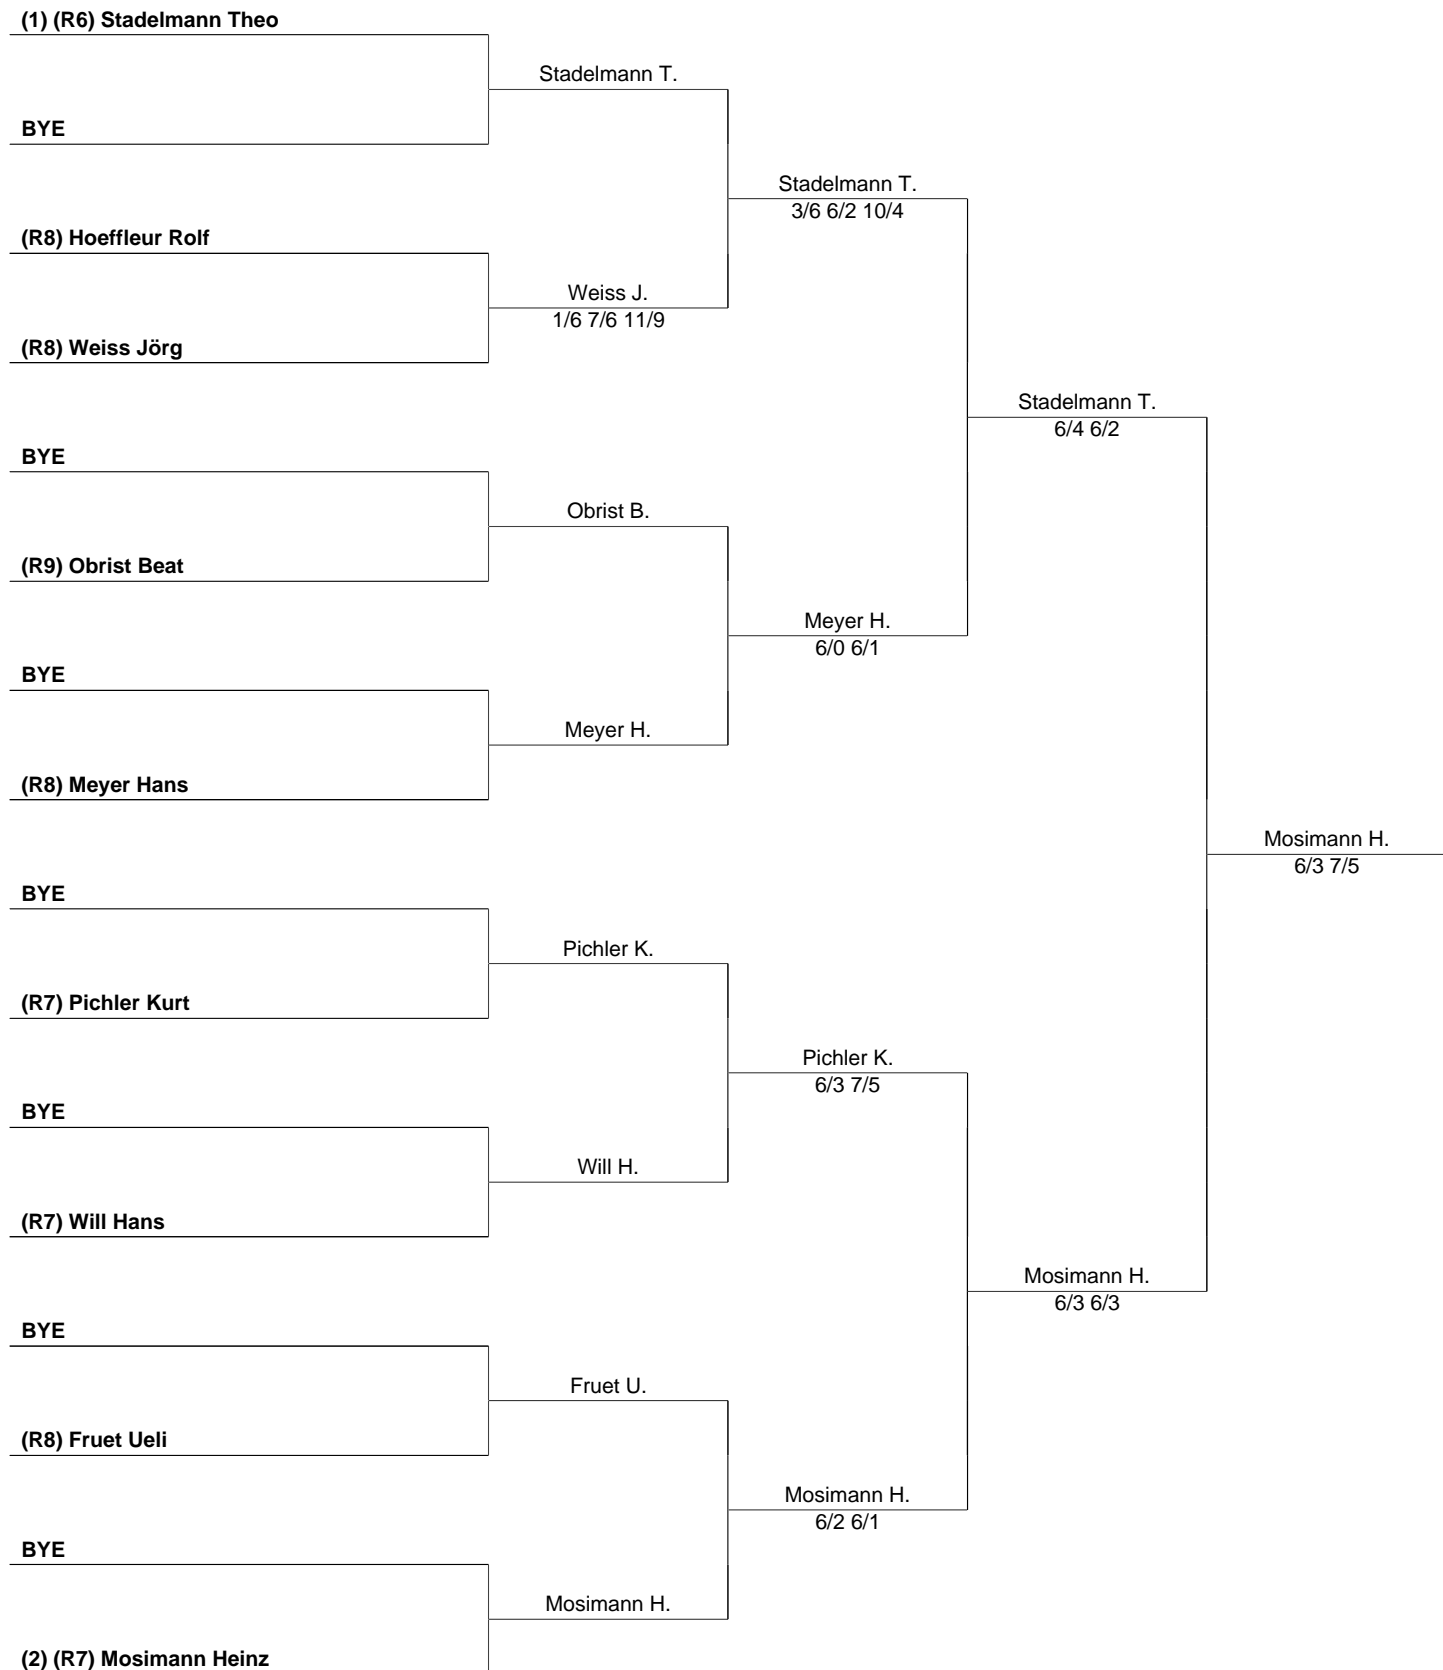 (1) (R6) Stadelmann Theo
Stadelmann T.
BYE
Stadelmann T.
3/6 6/2 10/4
(R8) Hoeffleur Rolf
Weiss J.
1/6 7/6 11/9
(R8) Weiss Jörg
Stadelmann T.
6/4 6/2
BYE
Obrist B.
(R9) Obrist Beat
Meyer H.
6/0 6/1
BYE
Meyer H.
(R8) Meyer Hans
Mosimann H.
6/3 7/5
BYE
Pichler K.
(R7) Pichler Kurt
Pichler K.
6/3 7/5
BYE
Will H.
(R7) Will Hans
Mosimann H.
6/3 6/3
BYE
Fruet U.
(R8) Fruet Ueli
Mosimann H.
6/2 6/1
BYE
Mosimann H.
(2) (R7) Mosimann Heinz